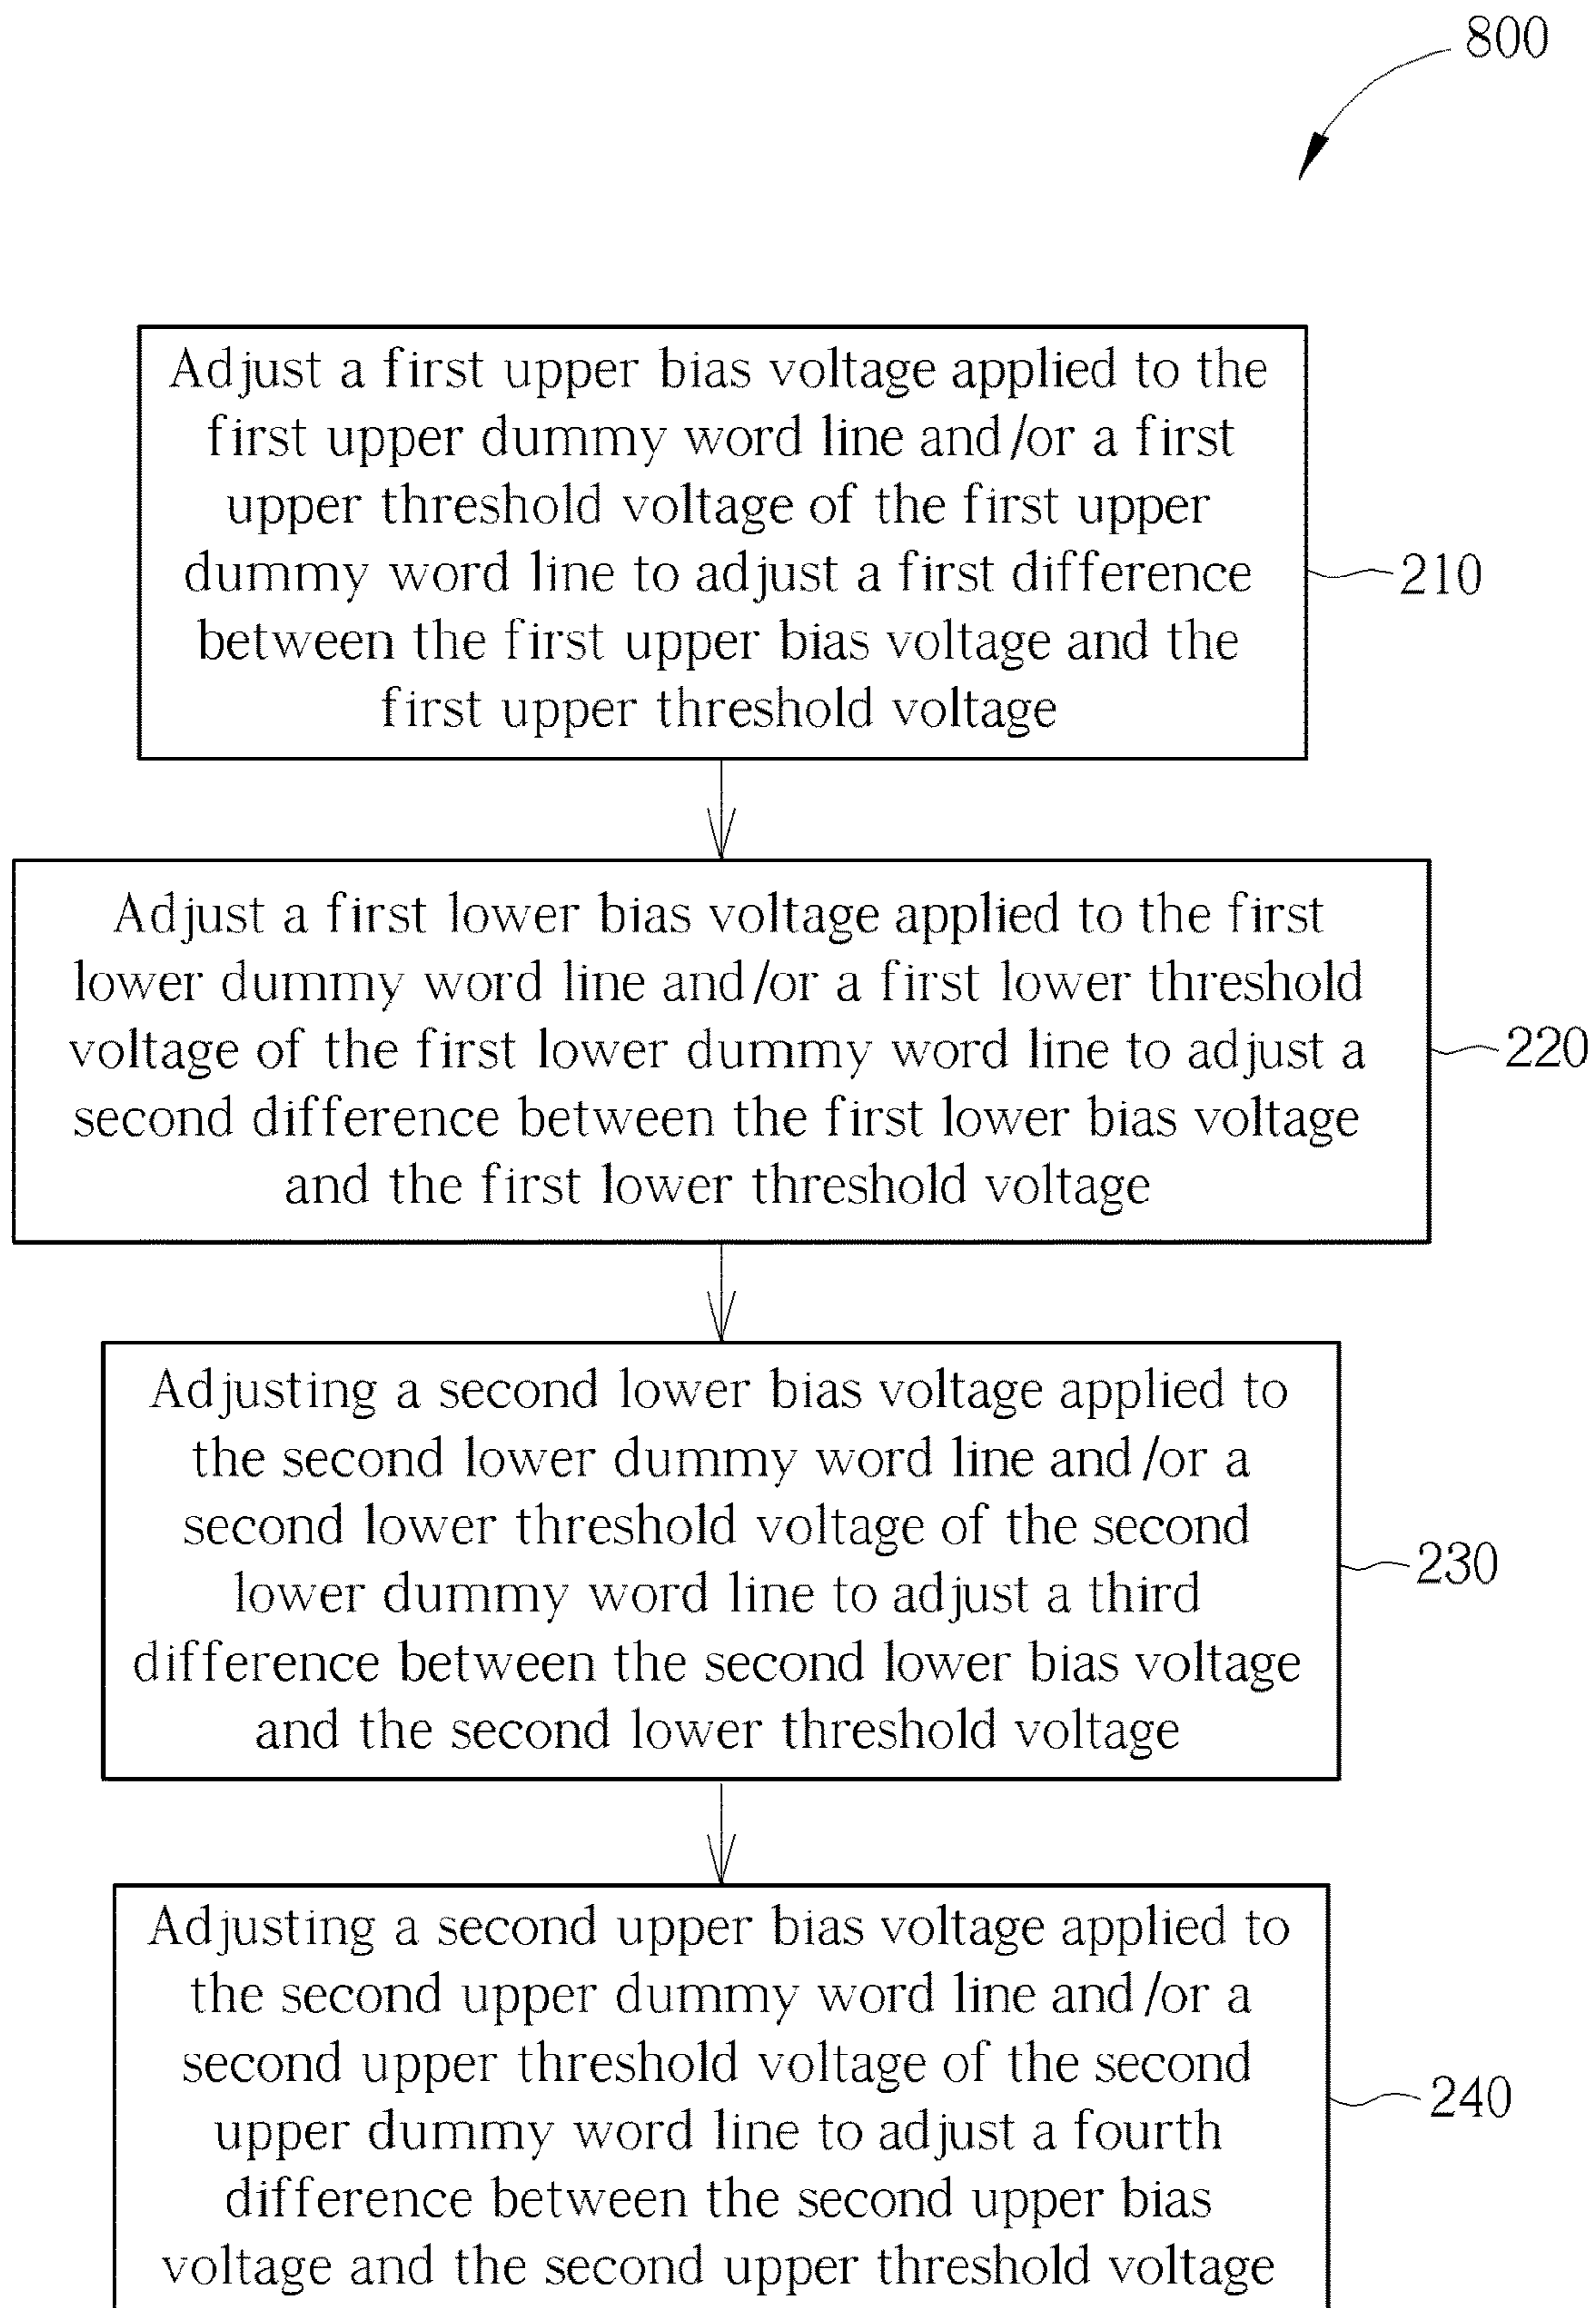 800
Adjust a first upper bias voltage applied to the
first upper dummy word line and/or a first
upper threshold voltage of the first upper
dummy word line to adjust a first difference
between the first upper bias voltage and the
first upper threshold voltage
210
Adjust a first lower bias voltage applied to the first
lower dummy word line and/or a first lower threshold
voltage of the first lower dummy word line to adjust a
second difference between the first lower bias voltage
and the first lower threshold voltage
220
Adjusting a second lower bias voltage applied to
the second lower dummy word line and/or a
second lower threshold voltage of the second
lower dummy word line to adjust a third
difference between the second lower bias voltage
and the second lower threshold voltage
230
Adjusting a second upper bias voltage applied to
the second upper dummy word line and/or a
second upper threshold voltage of the second
upper dummy word line to adjust a fourth
difference between the second upper bias
voltage and the second upper threshold voltage
240